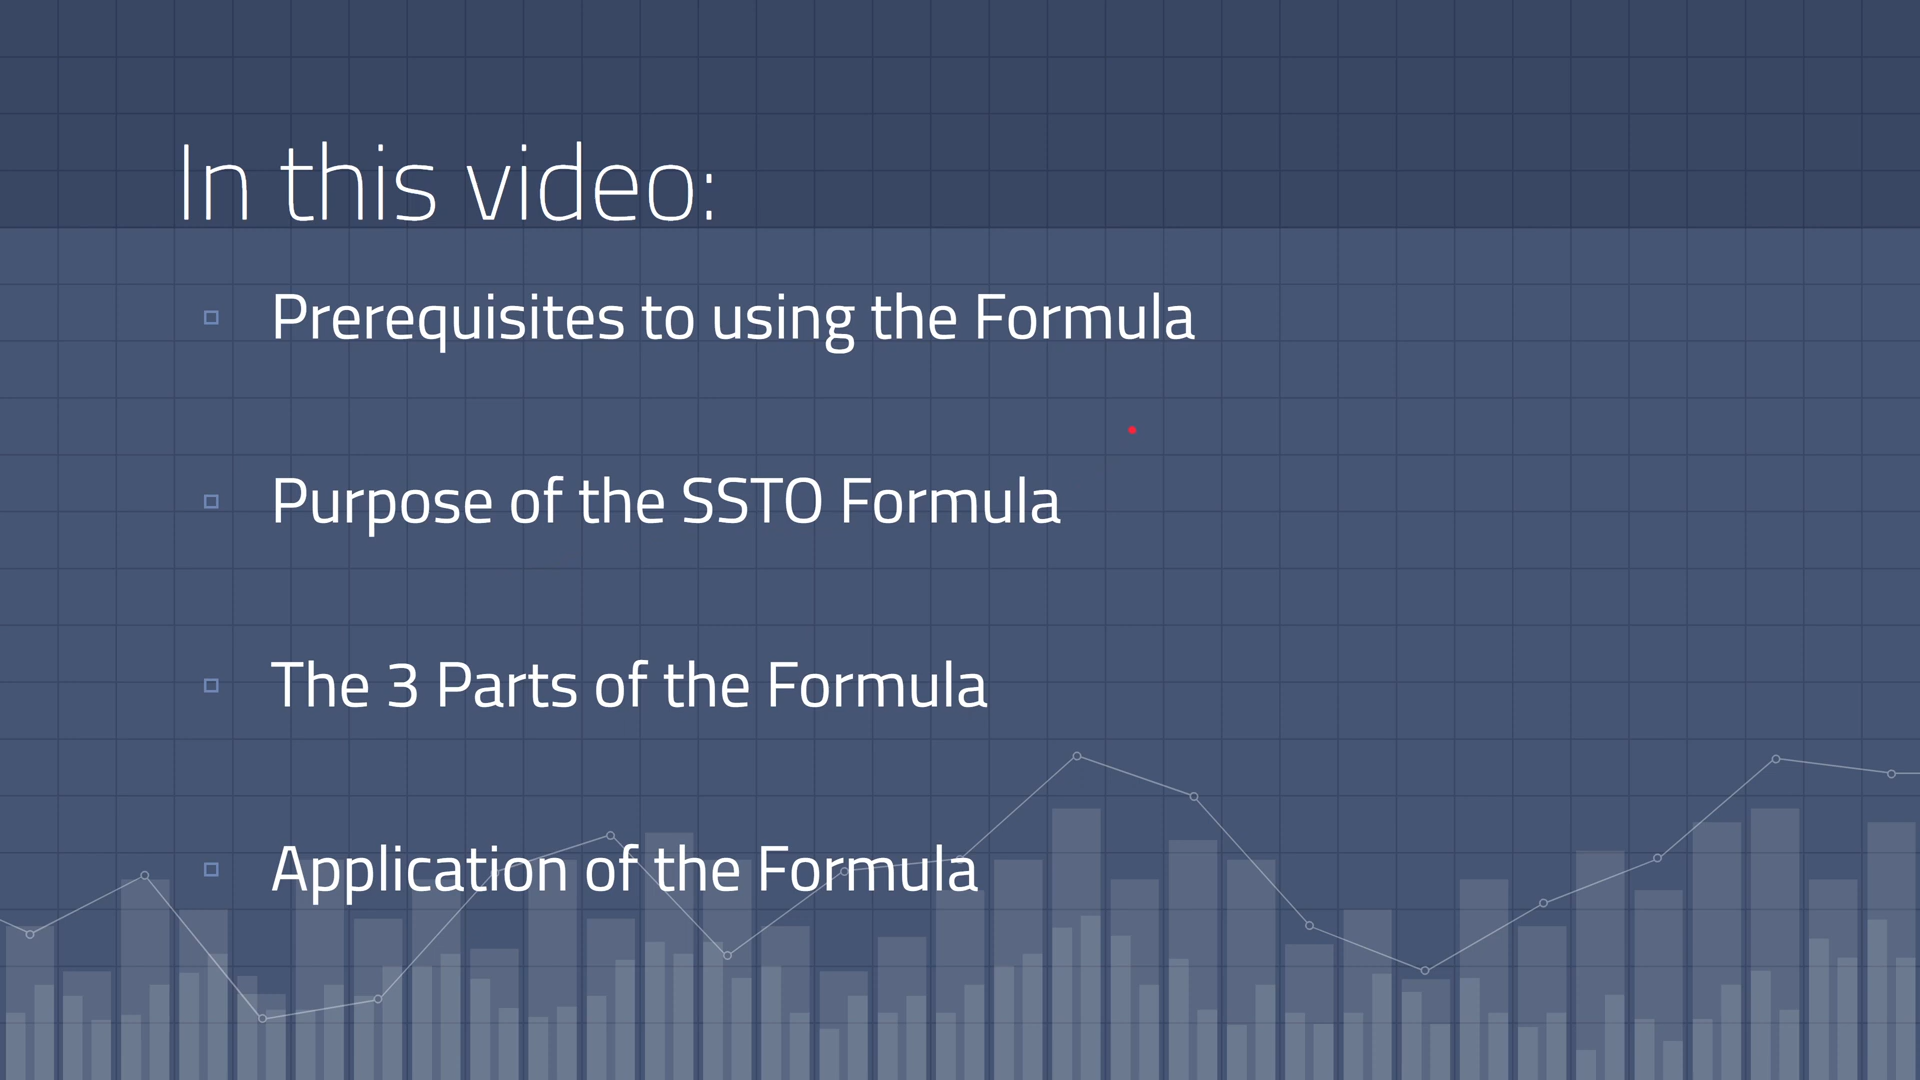 In this video:
Prerequisites to using the Formula
Purpose of the SSTO Formula
The 3 Parts of the Formula
Application of the Formula